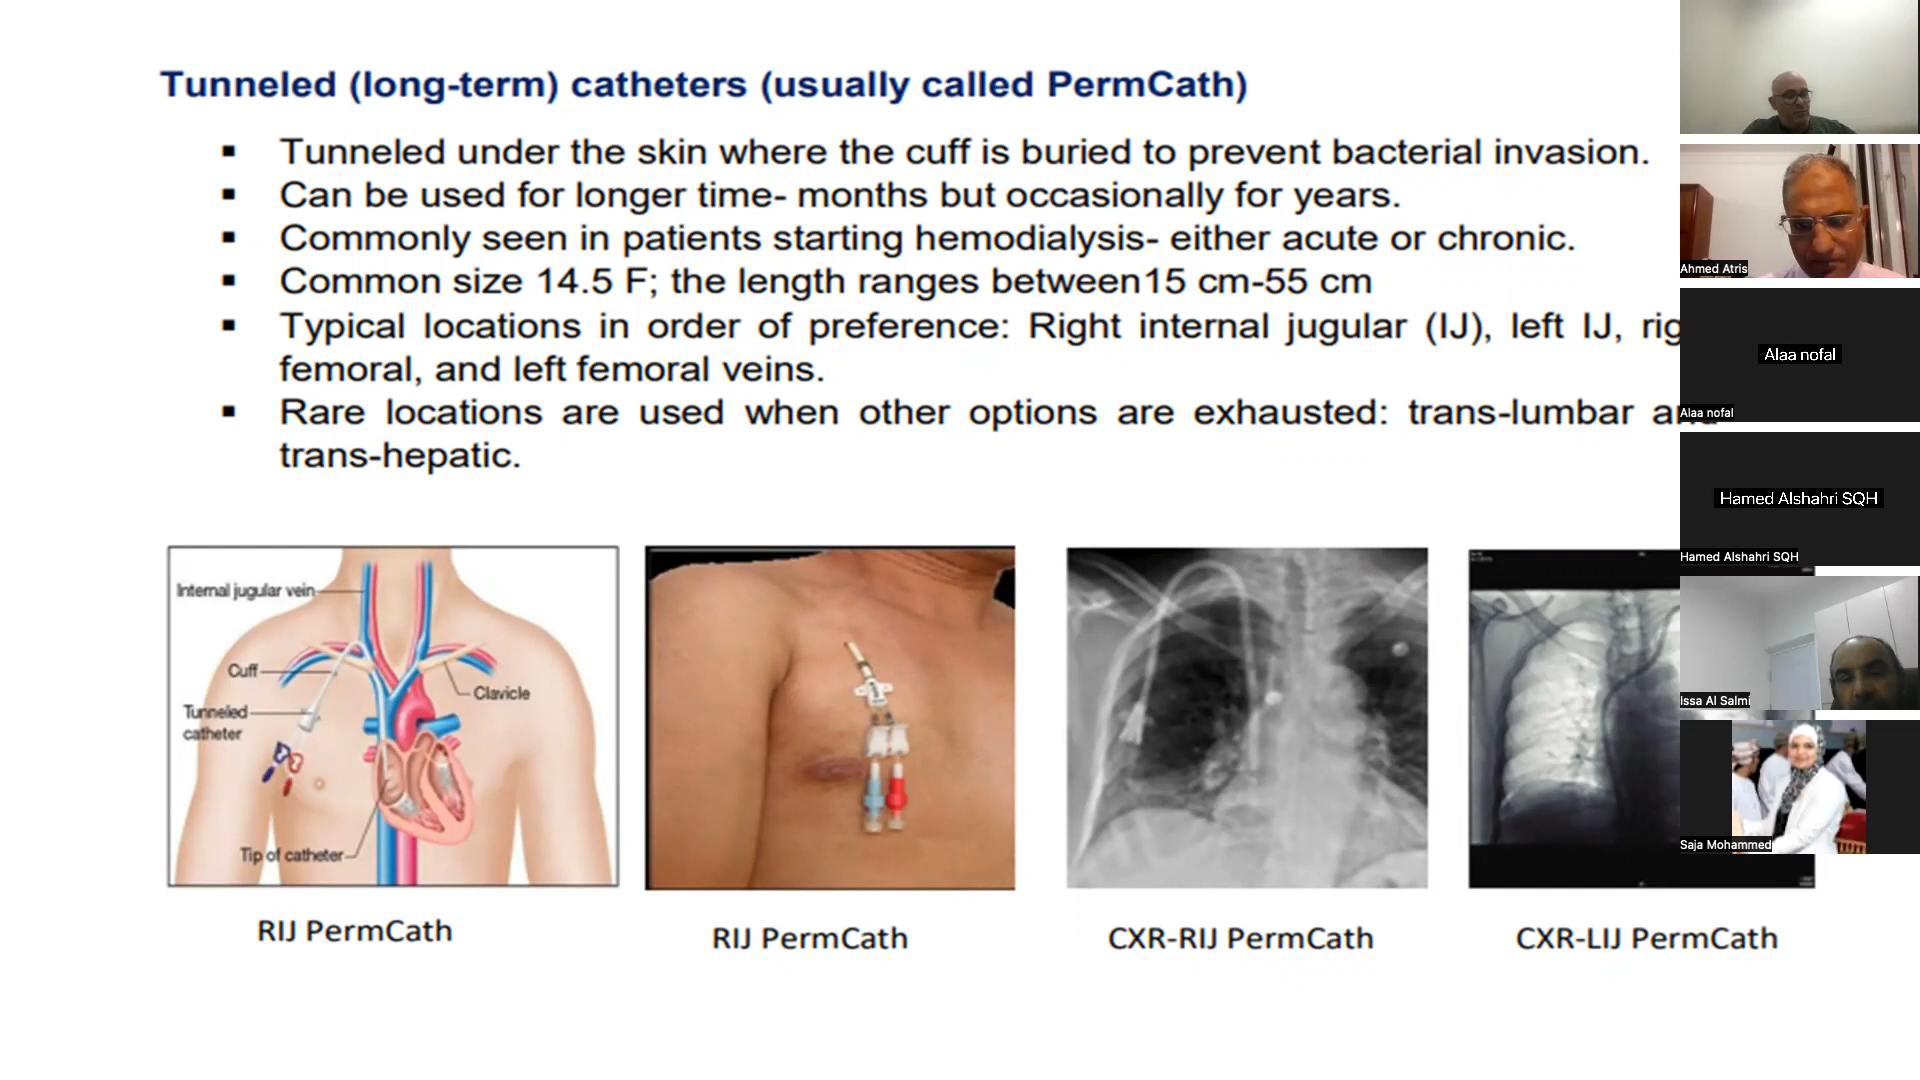 Tunneled (long-term) catheters (usually called PermCath)
▪ Tunneled under the skin where the cuff is buried to prevent bacterial invasion.
▪ Can be used for longer time- months but occasionally for years.
▪ Commonly seen in patients starting hemodialysis- either acute or chronic.
▪ Common size 14.5 F; the length ranges between15 cm-55 cm
▪ Typical locations in order of preference: Right internal jugular (IJ), left IJ, rig
femoral, and left femoral veins.
▪ Rare locations are used when other options are exhausted: trans-lumbar and
trans-hepatic.
Internal jugular vein
Cuff
Clavicle
Tunneled
catheter
Tip of catheter
RIJ PermCath
RIJ PermCath
CXR-RIJ PermCath
CXR-LIJ PermCath
Ahmed Atris
Alaa nofal
Alaa nofal
Hamed Alshahri SQH
Hamed Alshahri SQH
Issa Al Salmi
Saja Mohammed